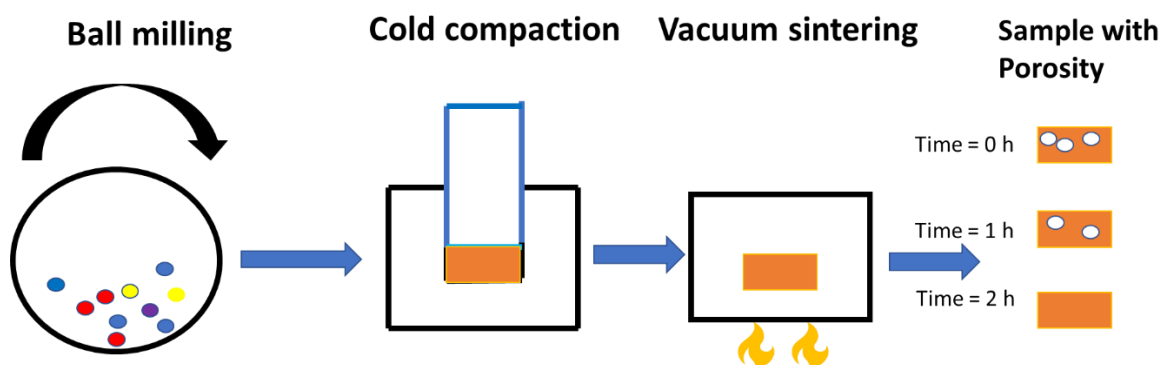 Ball milling
Cold compaction
Vacuum sintering
Sample with
Porosity
Time = 0 h
Time = 1 h
Time = 2 h